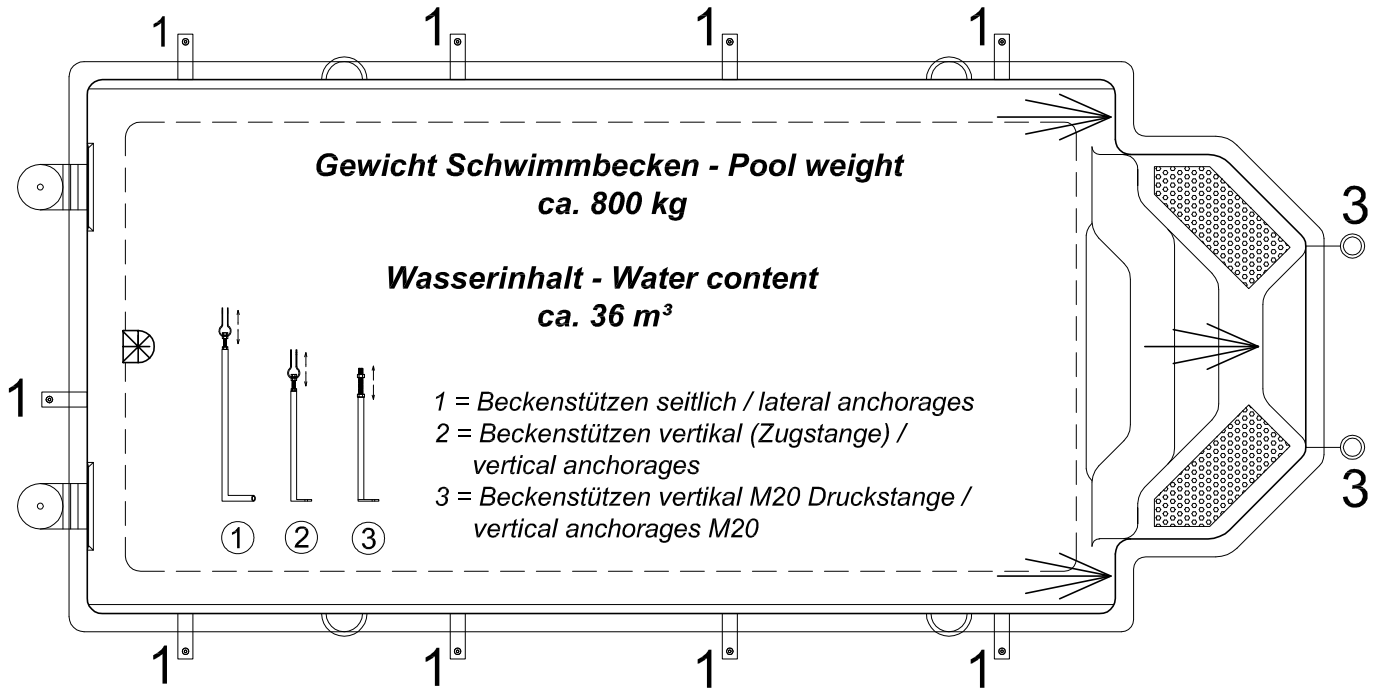 1 1 1 1
Gewicht Schwimmbecken - Pool weight
ca. 800 kg
3
Wasserinhalt - Water content
ca. 36 m³
1
1 = Beckenstützen seitlich / lateral anchorages
2 = Beckenstützen vertikal (Zugstange) /
vertical anchorages
3 = Beckenstützen vertikal M20 Druckstange /
vertical anchorages M20
3
1 2 3
1 1 1 1